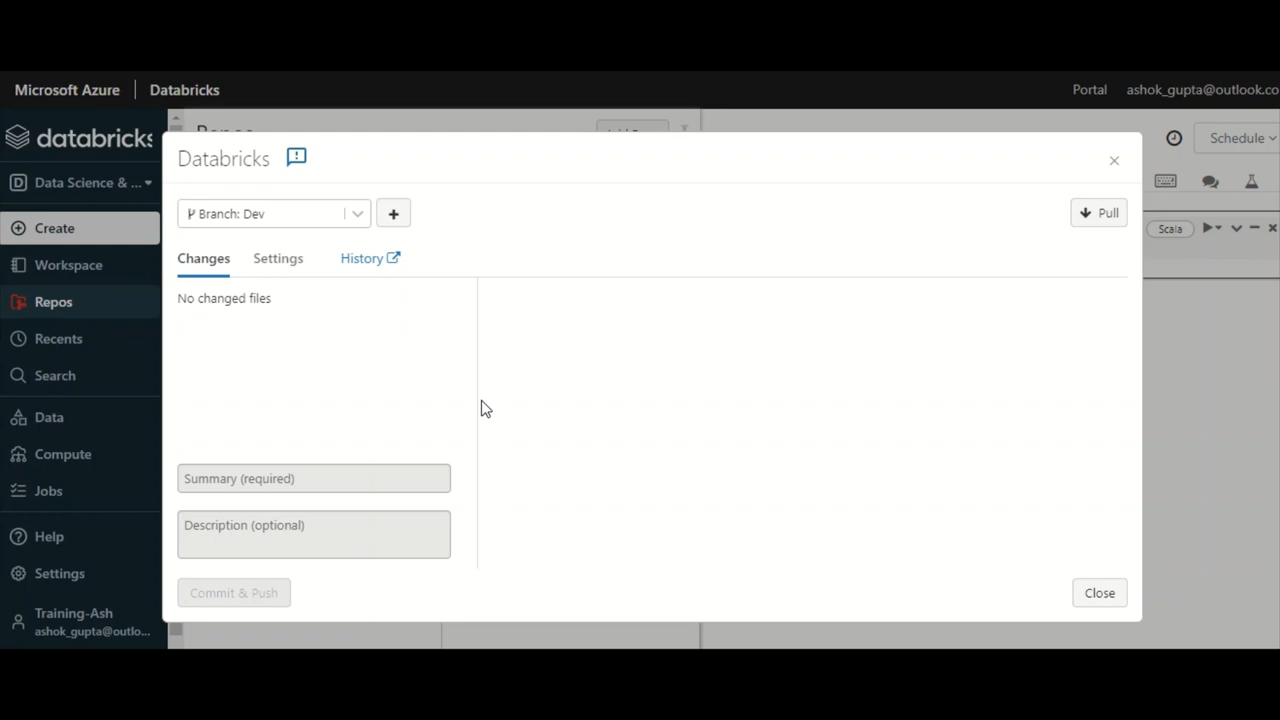 Microsoft Azure
Databricks
Portal
ashok_gupta@outlook.co
databricks
Data Science & ...
Create
Workspace
Repos
Recents
Search
Data
Compute
Jobs
Help
Settings
Training-Ash
ashok_gupta@outlo...
Databricks
Branch: Dev
+
Pull
Changes
Settings
History
No changed files
Summary (required)
Description (optional)
Commit & Push
Close
Schedule
Scala